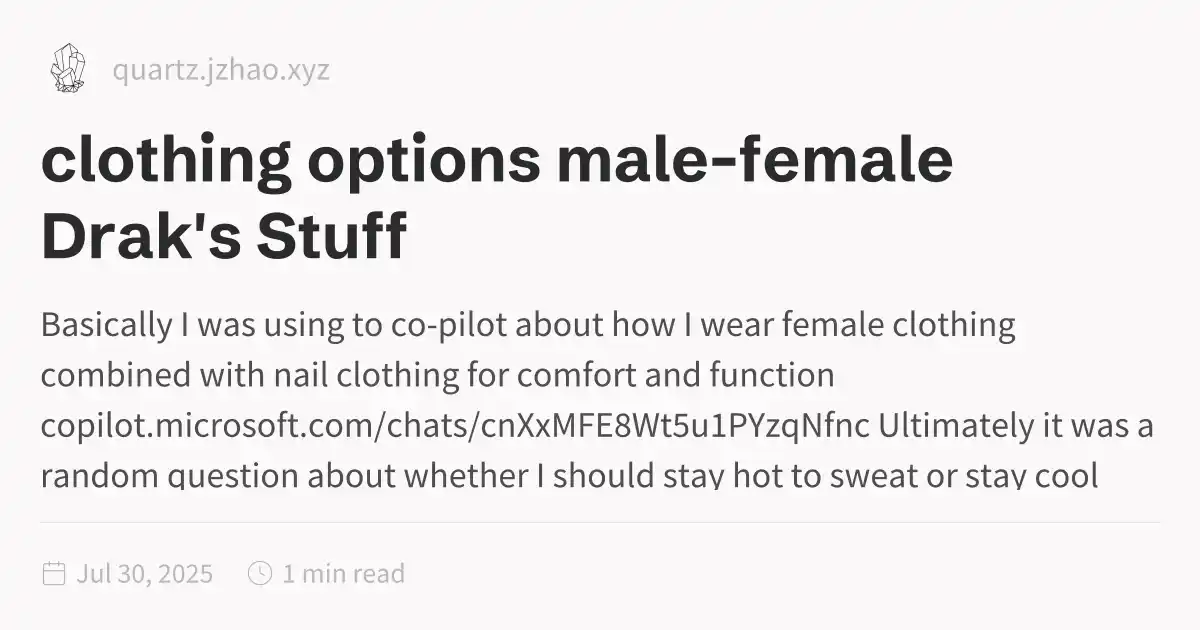 quartz.jzhao.xyz
clothing options male-female
Drak's Stuff
Basically I was using to co-pilot about how I wear female clothing
combined with nail clothing for comfort and function
copilot.microsoft.com/chats/cnXxMFE8Wt5u1PYzqNfnc Ultimately it was a
random question about whether I should stay hot to sweat or stay cool
Jul 30, 2025 1 min read